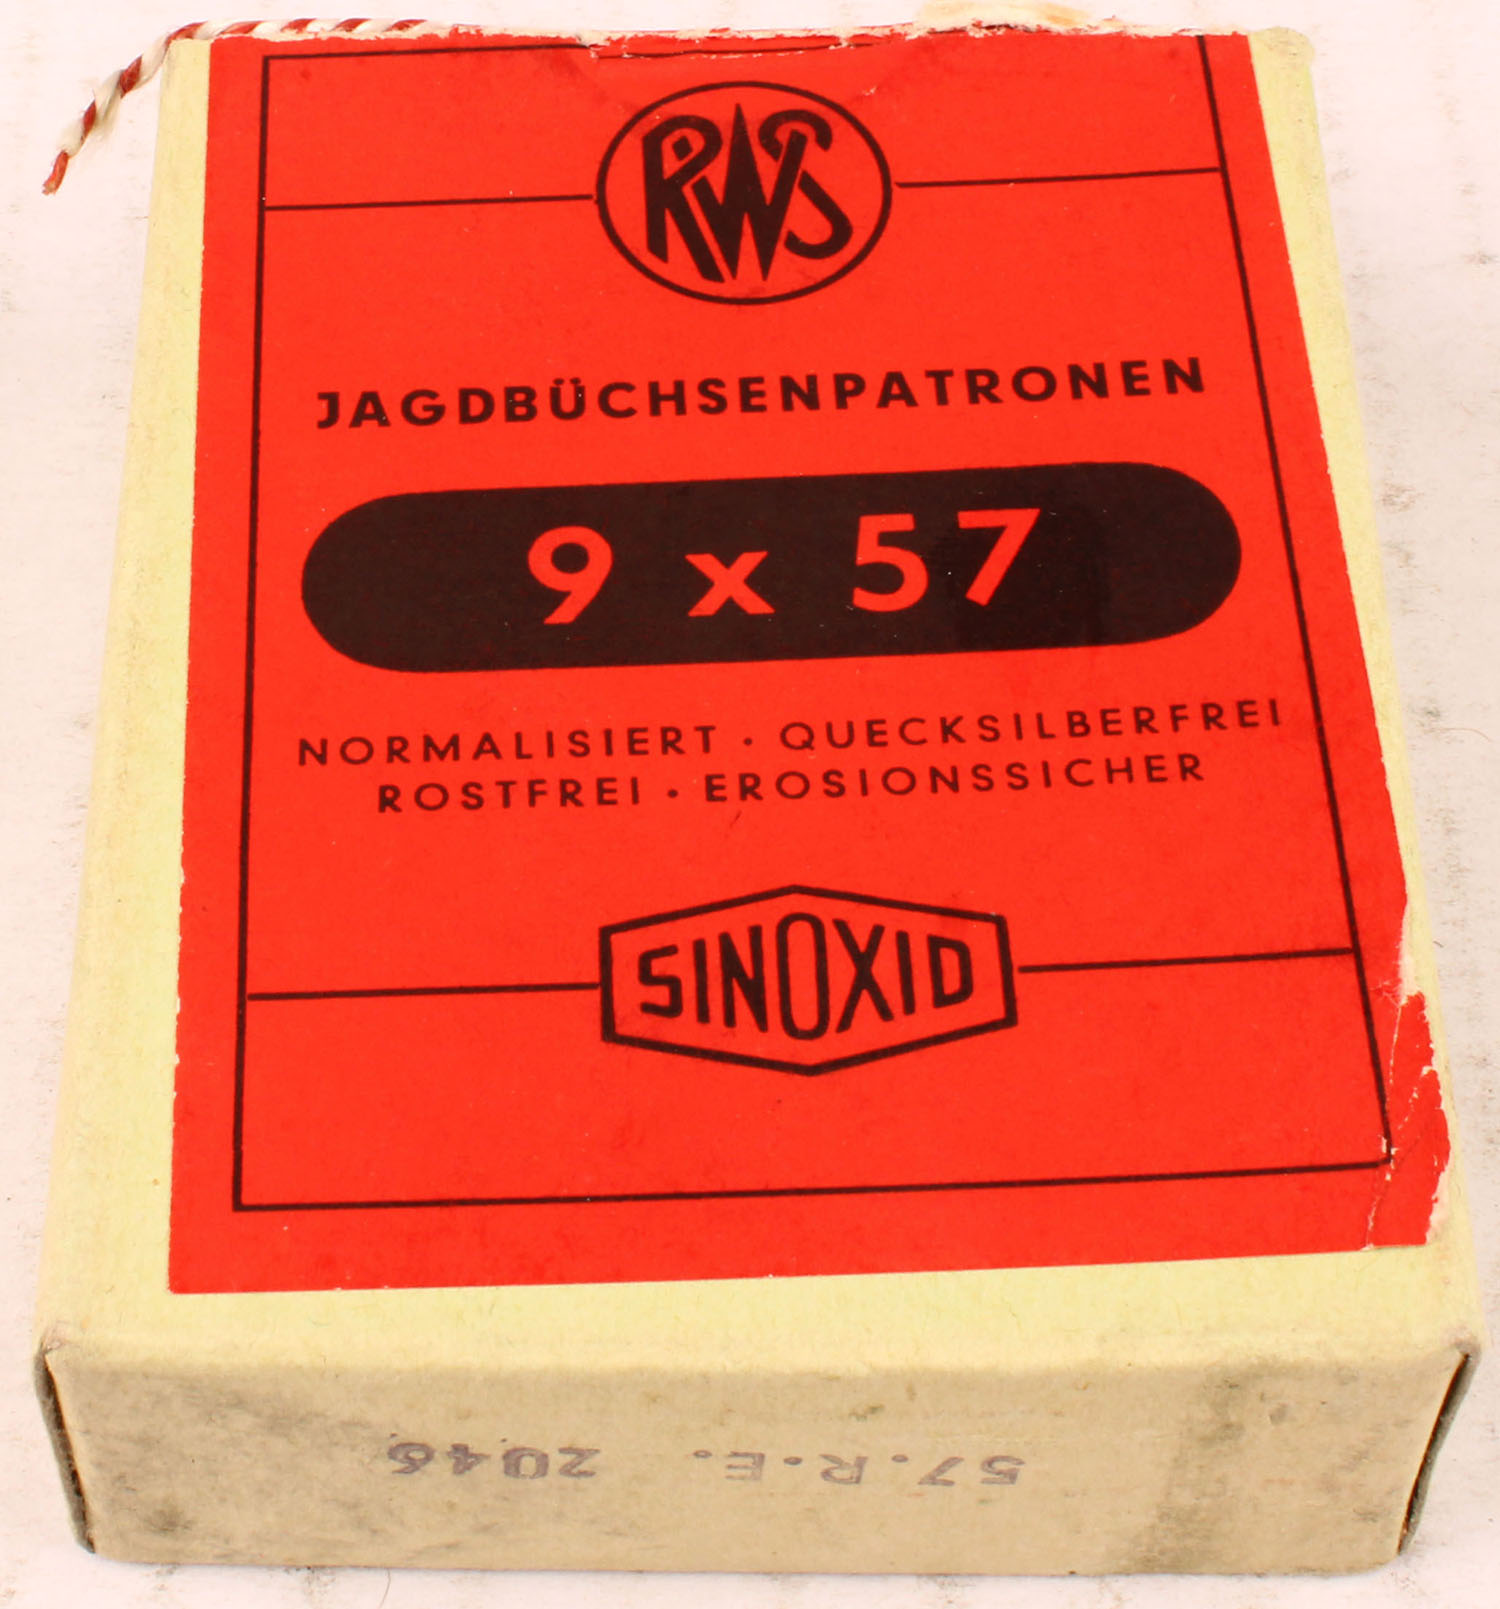 RWS
JAGDBÜCHSENPATRONEN
9 x 57
NORMALISIERT · QUECKSILBERFREI
ROSTFREI · EROSIONSSICHER
SINOXID
57.R.E. 2046